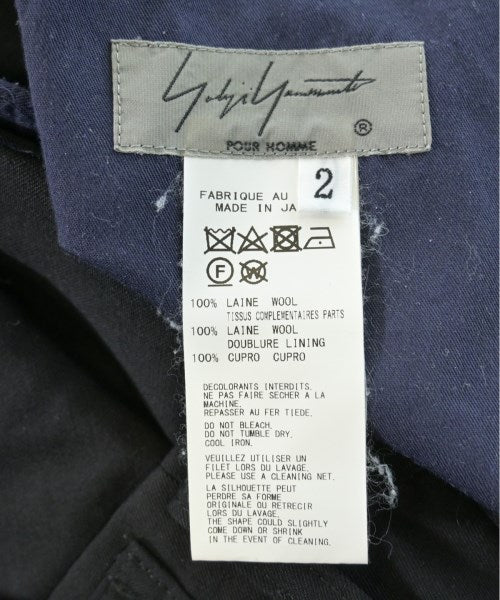 Yohji Yamamoto
®
POUR HOMME
2
FABRIQUE AU
MADE IN JA
F W
100% LAINE WOOL
TISSUS COMPLEMENTAIRES PARTS
100% LAINE WOOL
DOUBLURE LINING
100% CUPRO CUPRO
DECOLORANTS INTERDITS.
NE PAS FAIRE SECHER A LA
MACHINE.
REPASSER AU FER TIEDE.
DO NOT BLEACH.
DO NOT TUMBLE DRY.
COOL IRON.
VEUILLEZ UTILISER UN
FILET LORS DU LAVAGE.
PLEASE USE A CLEANING NET.
LA SILHOUETTE PEUT
PERDRE SA FORME
ORIGINALE OU RETRECIR
LORS DU LAVAGE.
THE SHAPE COULD SLIGHTLY
COME DOWN OR SHRINK
IN THE EVENT OF CLEANING.